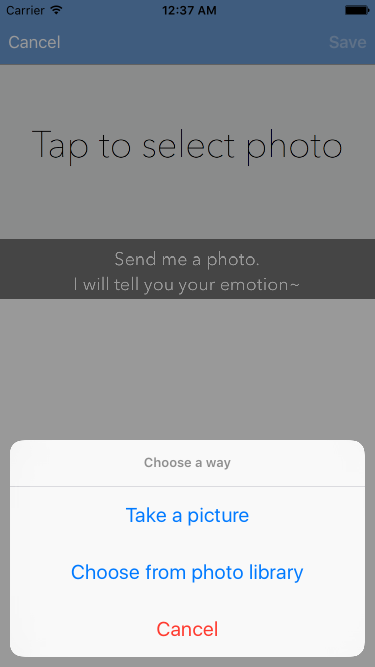 Carrier 12:37 AM
Cancel Save
Tap to select photo
Send me a photo.
I will tell you your emotion~
Choose a way
Take a picture
Choose from photo library
Cancel